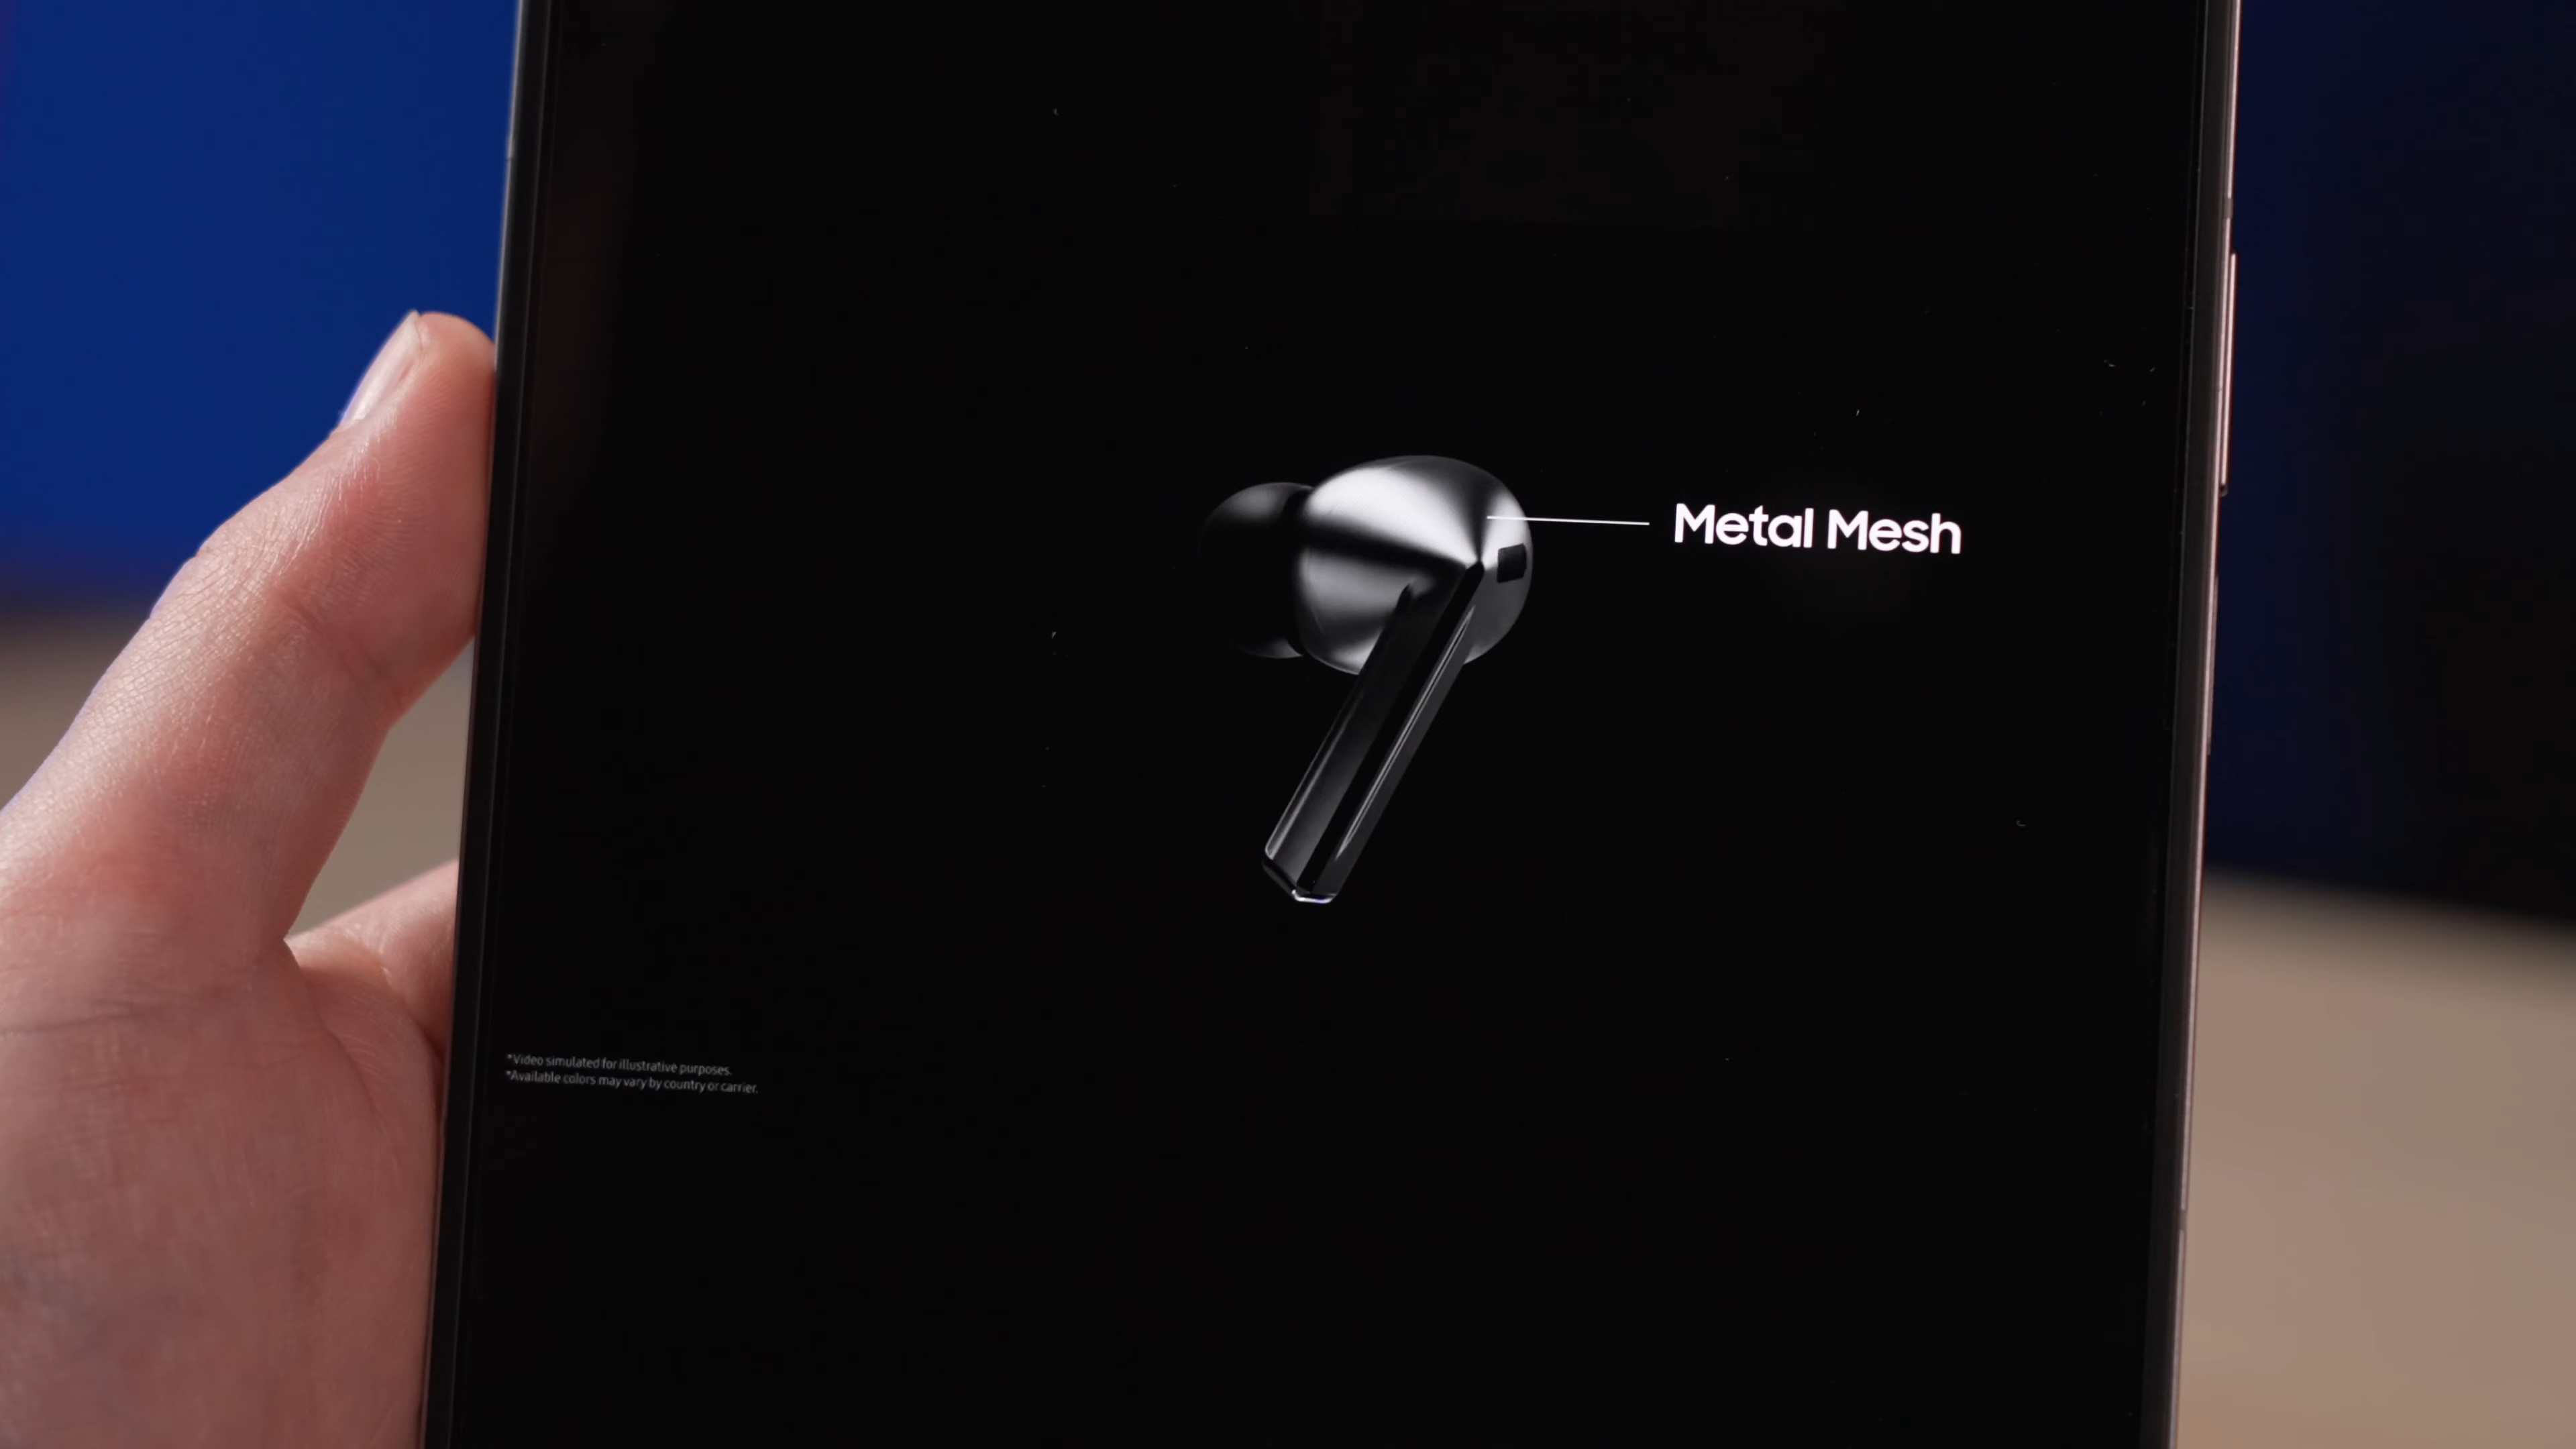 Metal Mesh
*Video simulated for illustrative purposes.
*Available colors may vary by country or carrier.